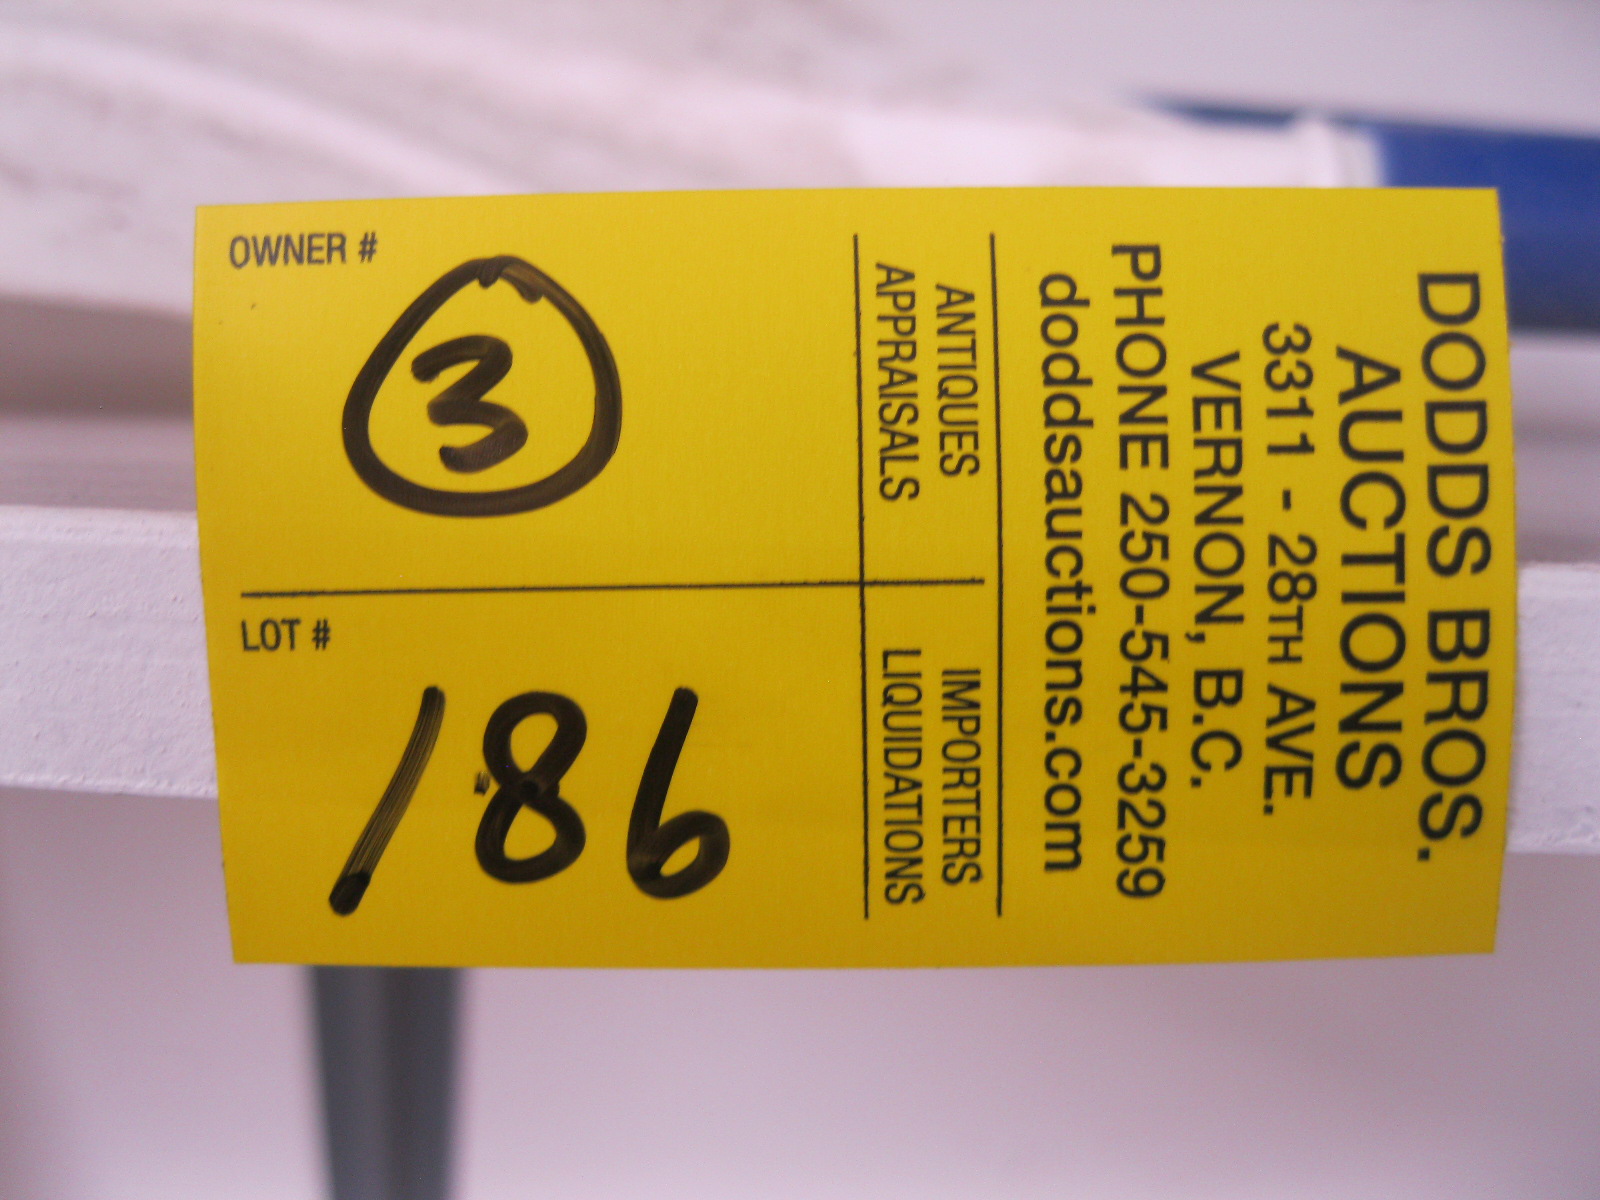 DODDS BROS.
AUCTIONS
3311 - 28TH AVE.
VERNON, B.C.
PHONE 250-545-3259
doddsauctions.com
ANTIQUES
APPRAISALS
IMPORTERS
LIQUIDATIONS
OWNER #
3
LOT #
186